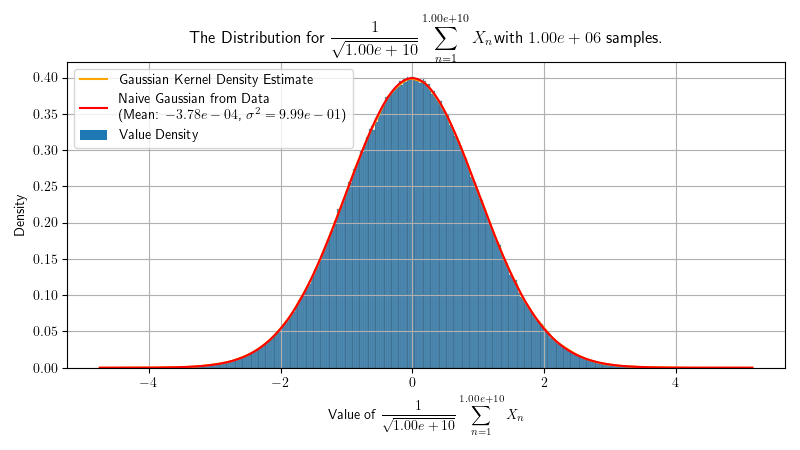 The Distribution for $\frac{1}{\sqrt{1.00e+10}} \sum_{n=1}^{1.00e+10} X_n$with $1.00e+06$ samples.
Gaussian Kernel Density Estimate
Naive Gaussian from Data
(Mean: $-3.78e-04$, $\sigma^2 = 9.99e-01$)
Value Density
Density
0.40
0.35
0.30
0.25
0.20
0.15
0.10
0.05
0.00
−4 −2 0 2 4
Value of $\frac{1}{\sqrt{1.00e+10}} \sum_{n=1}^{1.00e+10} X_n$